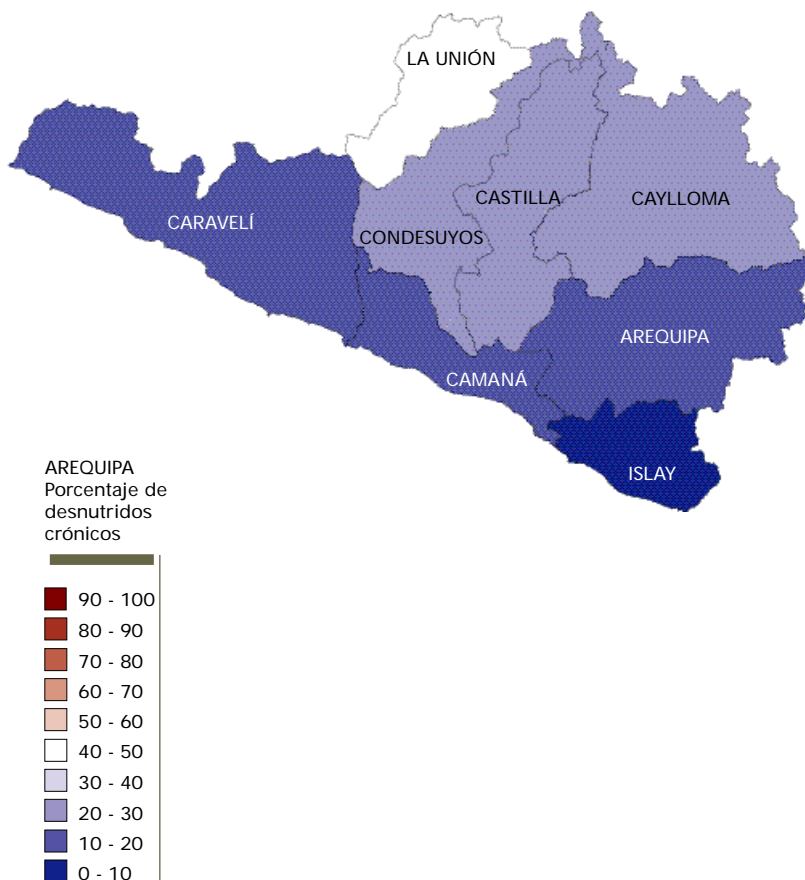 LA UNIÓN
CASTILLA
CAYLLOMA
CARAVELÍ
CONDESUYOS
AREQUIPA
CAMANÁ
ISLAY
AREQUIPA
Porcentaje de
desnutridos
crónicos
90 - 100
80 - 90
70 - 80
60 - 70
50 - 60
40 - 50
30 - 40
20 - 30
10 - 20
0 - 10